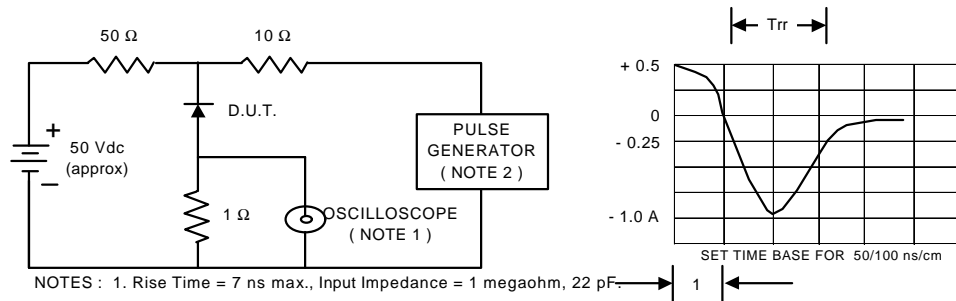 50 Ω
10 Ω
D.U.T.
+
50 Vdc
(approx)
−
1 Ω
PULSE
GENERATOR
( NOTE 2 )
OSCILLOSCOPE
( NOTE 1 )
Trr
+ 0.5
0
- 0.25
- 1.0 A
SET TIME BASE FOR 50/100 ns/cm
1
NOTES : 1. Rise Time = 7 ns max., Input Impedance = 1 megaohm, 22 pF.